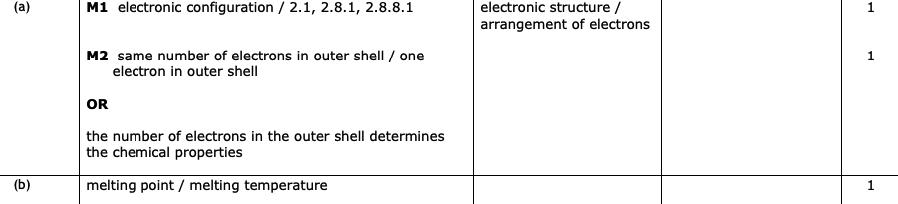 (a) M1 electronic configuration / 2.1, 2.8.1, 2.8.8.1 electronic structure / 1
arrangement of electrons
M2 same number of electrons in outer shell / one 1
electron in outer shell
OR
the number of electrons in the outer shell determines
the chemical properties
(b) melting point / melting temperature 1